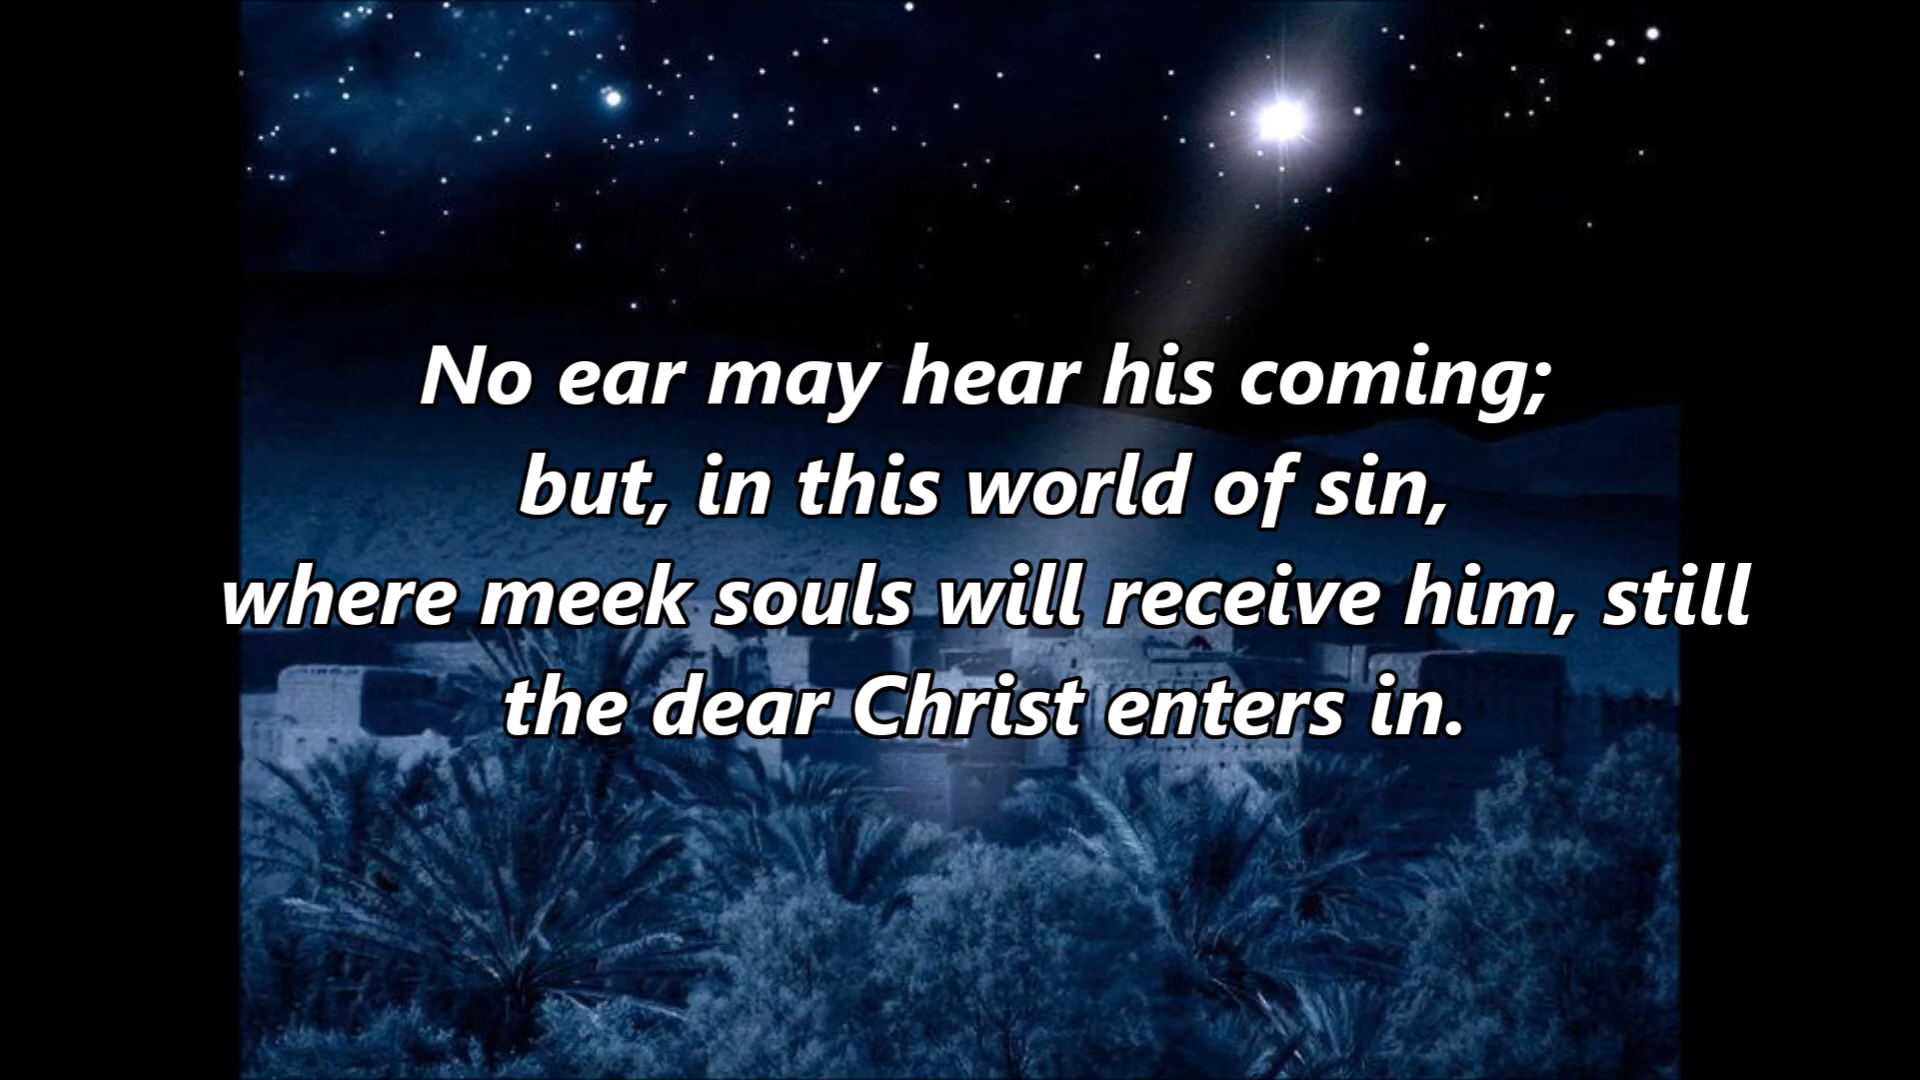 No ear may hear his coming;
but, in this world of sin,
where meek souls will receive him, still
the dear Christ enters in.